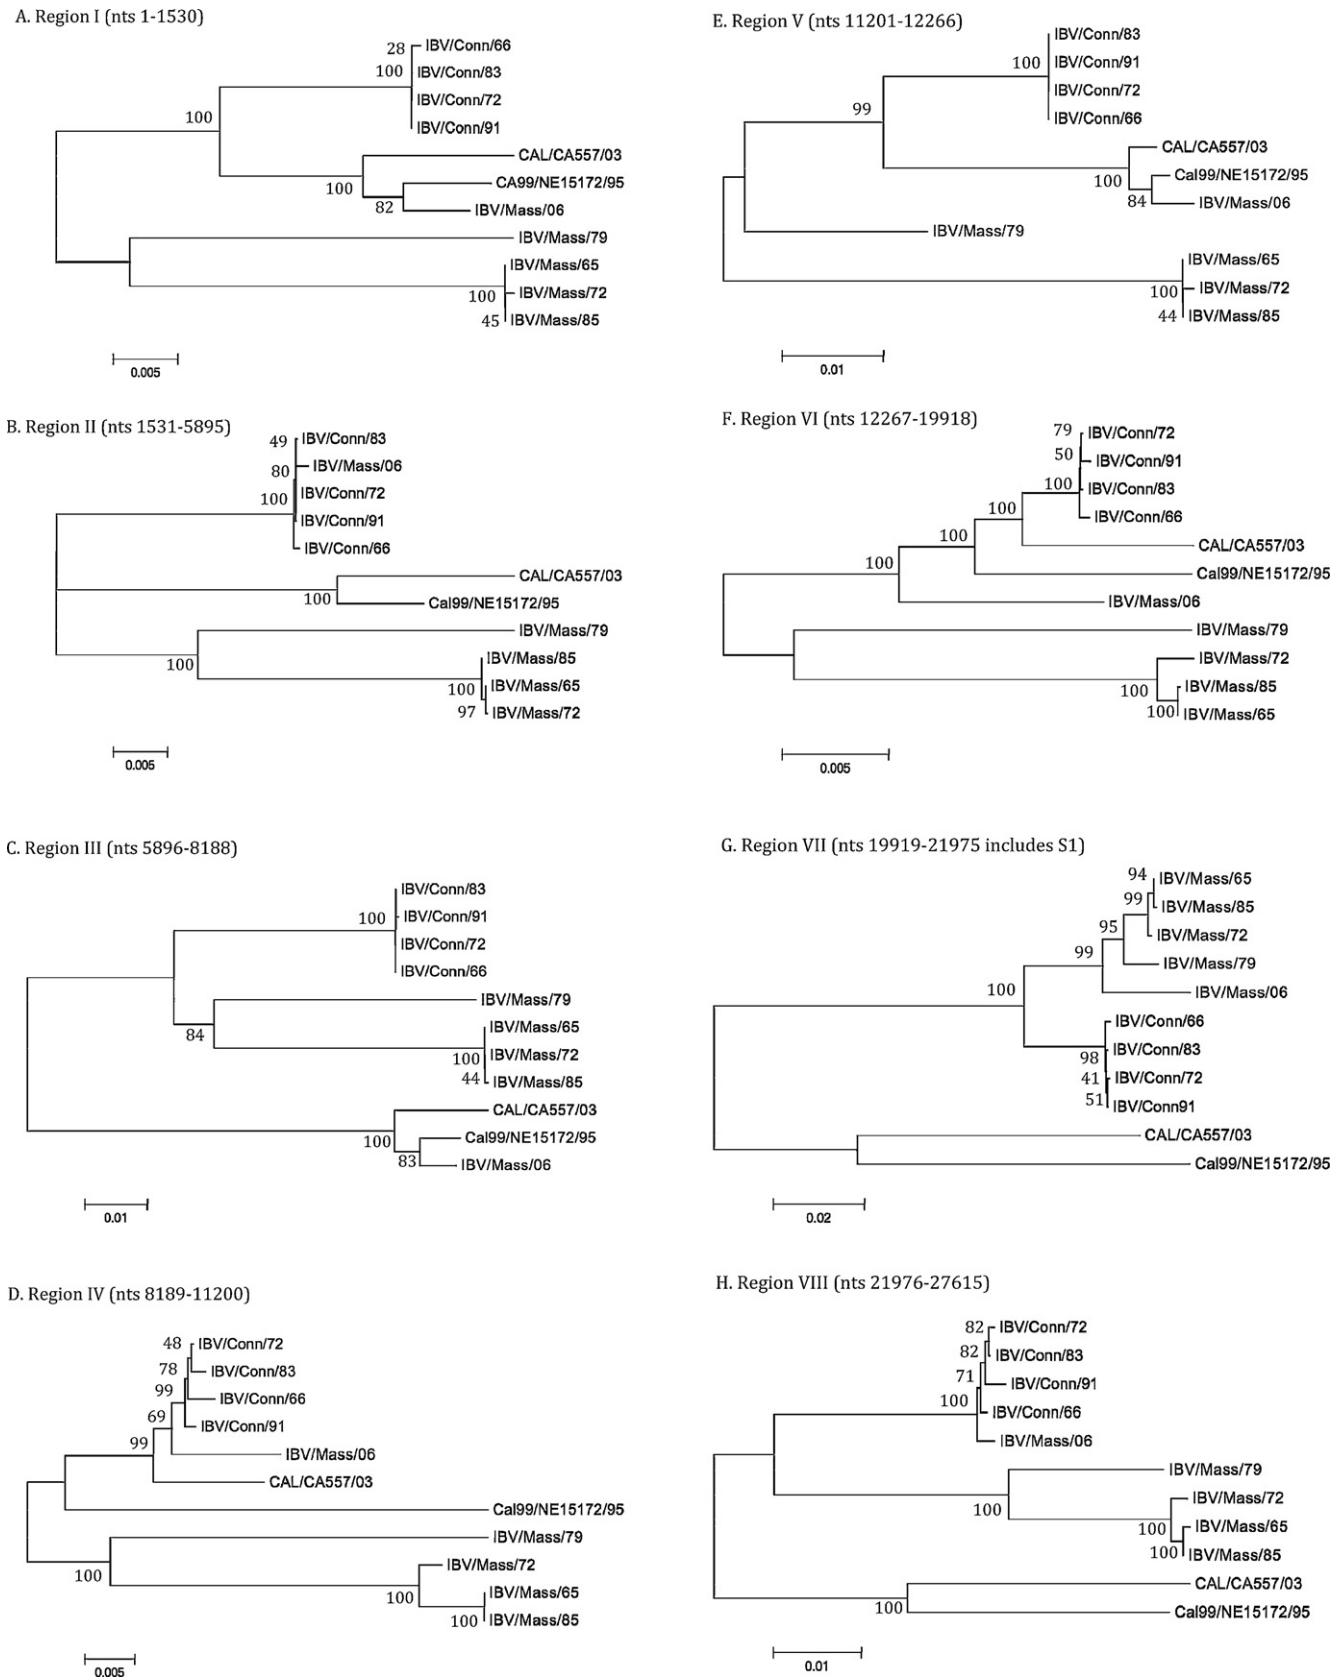 A. Region I (nts 1-1530)
28
IBV/Conn/66
100
IBV/Conn/83
IBV/Conn/72
100
IBV/Conn/91
CAL/CA557/03
100
CA99/NE15172/95
82
IBV/Mass/06
IBV/Mass/79
IBV/Mass/65
100
IBV/Mass/72
45
IBV/Mass/85
0.005
B. Region II (nts 1531-5895)
49
IBV/Conn/83
80
IBV/Mass/06
100
IBV/Conn/72
IBV/Conn/91
IBV/Conn/66
CAL/CA557/03
100
Cal99/NE15172/95
IBV/Mass/79
100
IBV/Mass/85
100
IBV/Mass/65
97
IBV/Mass/72
0.005
C. Region III (nts 5896-8188)
IBV/Conn/83
100
IBV/Conn/91
IBV/Conn/72
IBV/Conn/66
IBV/Mass/79
84
IBV/Mass/65
100
IBV/Mass/72
44
IBV/Mass/85
CAL/CA557/03
100
Cal99/NE15172/95
83
IBV/Mass/06
0.01
D. Region IV (nts 8189-11200)
48
IBV/Conn/72
78
IBV/Conn/83
99
IBV/Conn/66
69
IBV/Conn/91
99
IBV/Mass/06
CAL/CA557/03
Cal99/NE15172/95
IBV/Mass/79
100
IBV/Mass/72
100
IBV/Mass/65
100
IBV/Mass/85
0.005
E. Region V (nts 11201-12266)
IBV/Conn/83
100
IBV/Conn/91
IBV/Conn/72
99
IBV/Conn/66
CAL/CA557/03
100
Cal99/NE15172/95
84
IBV/Mass/06
IBV/Mass/79
IBV/Mass/65
100
IBV/Mass/72
44
IBV/Mass/85
0.01
F. Region VI (nts 12267-19918)
79
IBV/Conn/72
50
IBV/Conn/91
100
IBV/Conn/83
100
IBV/Conn/66
100
CAL/CA557/03
100
Cal99/NE15172/95
IBV/Mass/06
IBV/Mass/79
IBV/Mass/72
100
IBV/Mass/85
100
IBV/Mass/65
0.005
G. Region VII (nts 19919-21975 includes S1)
94
IBV/Mass/65
99
IBV/Mass/85
95
IBV/Mass/72
99
IBV/Mass/79
100
IBV/Mass/06
IBV/Conn/66
98
IBV/Conn/83
41
IBV/Conn/72
51
IBV/Conn91
CAL/CA557/03
Cal99/NE15172/95
0.02
H. Region VIII (nts 21976-27615)
82
IBV/Conn/72
82
IBV/Conn/83
71
IBV/Conn/91
100
IBV/Conn/66
IBV/Mass/06
IBV/Mass/79
100
IBV/Mass/72
100
IBV/Mass/65
100
IBV/Mass/85
CAL/CA557/03
100
Cal99/NE15172/95
0.01